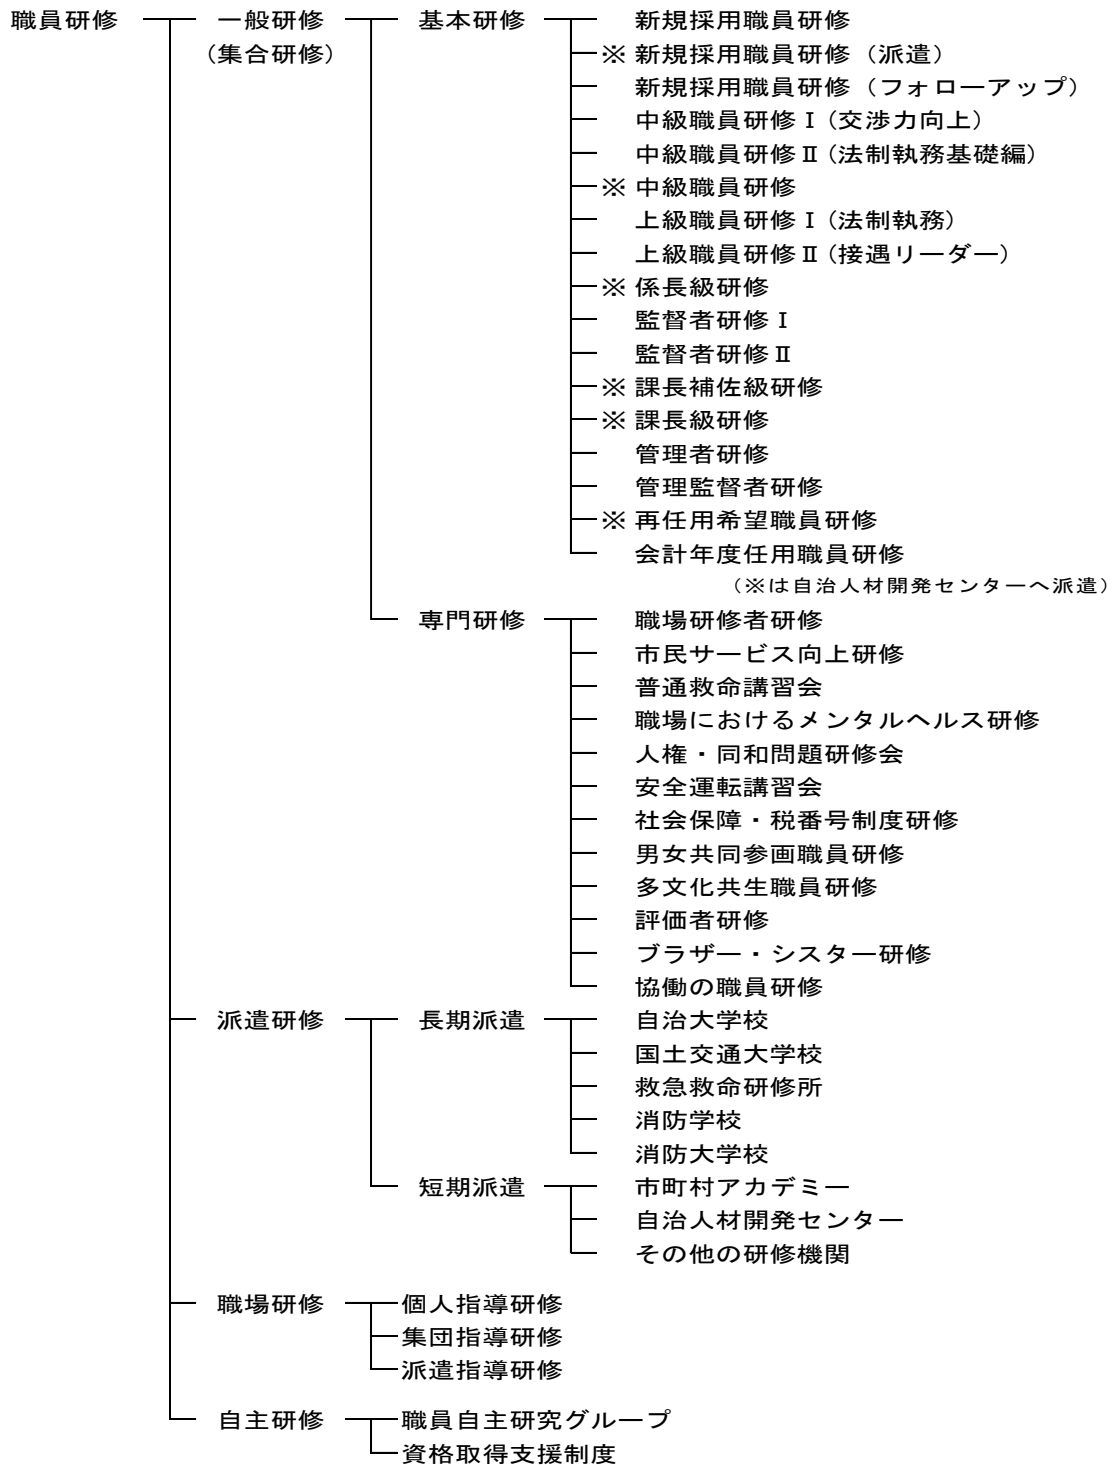 職員研修 一般研修 基本研修 新規採用職員研修
(集合研修) ※ 新規採用職員研修（派遣）
新規採用職員研修（フォローアップ）
中級職員研修Ⅰ（交渉力向上）
中級職員研修Ⅱ（法制執務基礎編）
※ 中級職員研修
上級職員研修Ⅰ（法制執務）
上級職員研修Ⅱ（接遇リーダー）
※ 係長級研修
監督者研修Ⅰ
監督者研修Ⅱ
※ 課長補佐級研修
※ 課長級研修
管理者研修
管理監督者研修
※ 再任用希望職員研修
会計年度任用職員研修
（※は自治人材開発センターへ派遣）
専門研修 職場研修者研修
市民サービス向上研修
普通救命講習会
職場におけるメンタルヘルス研修
人権・同和問題研修会
安全運転講習会
社会保障・税番号制度研修
男女共同参画職員研修
多文化共生職員研修
評価者研修
ブラザー・シスター研修
協働の職員研修
派遣研修 長期派遣 自治大学校
国土交通大学校
救急救命研修所
消防学校
消防大学校
短期派遣 市町村アカデミー
自治人材開発センター
その他の研修機関
職場研修 個人指導研修
集団指導研修
派遣指導研修
自主研修 職員自主研究グループ
資格取得支援制度